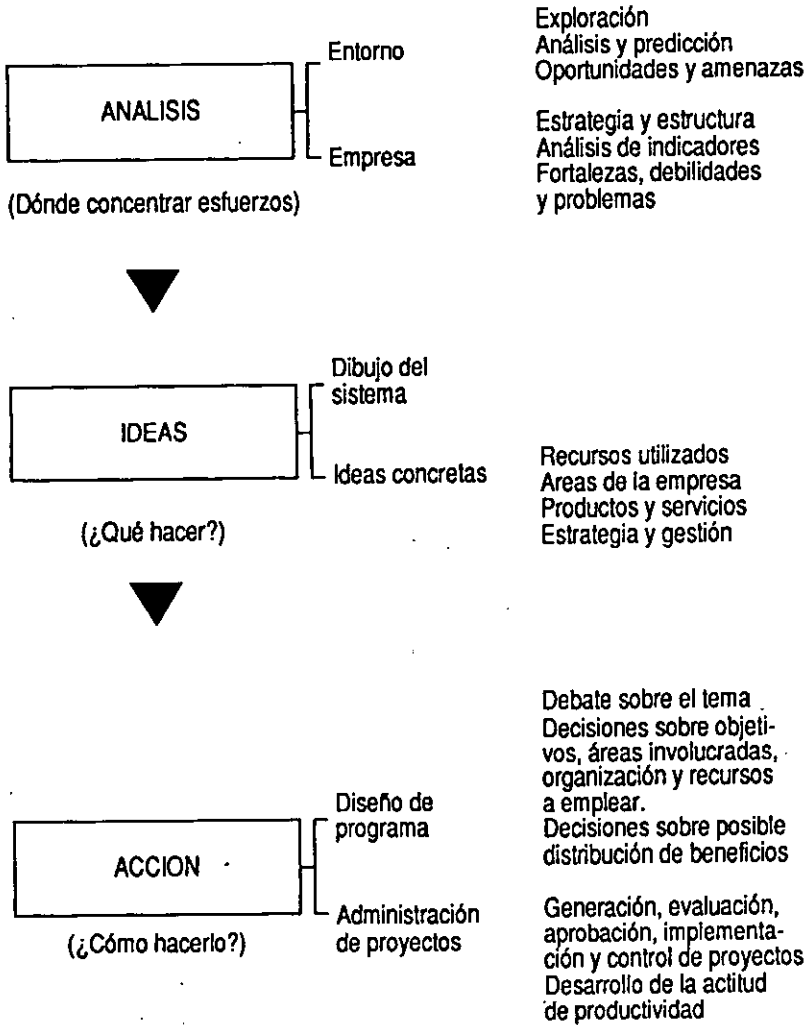 Entorno
Exploración
Análisis y predicción
Oportunidades y amenazas
ANALISIS
Empresa
Estrategia y estructura
Análisis de indicadores
Fortalezas, debilidades
y problemas
(Dónde concentrar esfuerzos)
Dibujo del
sistema
IDEAS
Ideas concretas
Recursos utilizados
Areas de la empresa
Productos y servicios
Estrategia y gestión
(¿Qué hacer?)
Diseño de
programa
Debate sobre el tema
Decisiones sobre objeti-
vos, áreas involucradas,
organización y recursos
a emplear.
Decisiones sobre posible
distribución de beneficios
ACCION
Administración
de proyectos
Generación, evaluación,
aprobación, implementa-
ción y control de proyectos
Desarrollo de la actitud
de productividad
(¿Cómo hacerlo?)